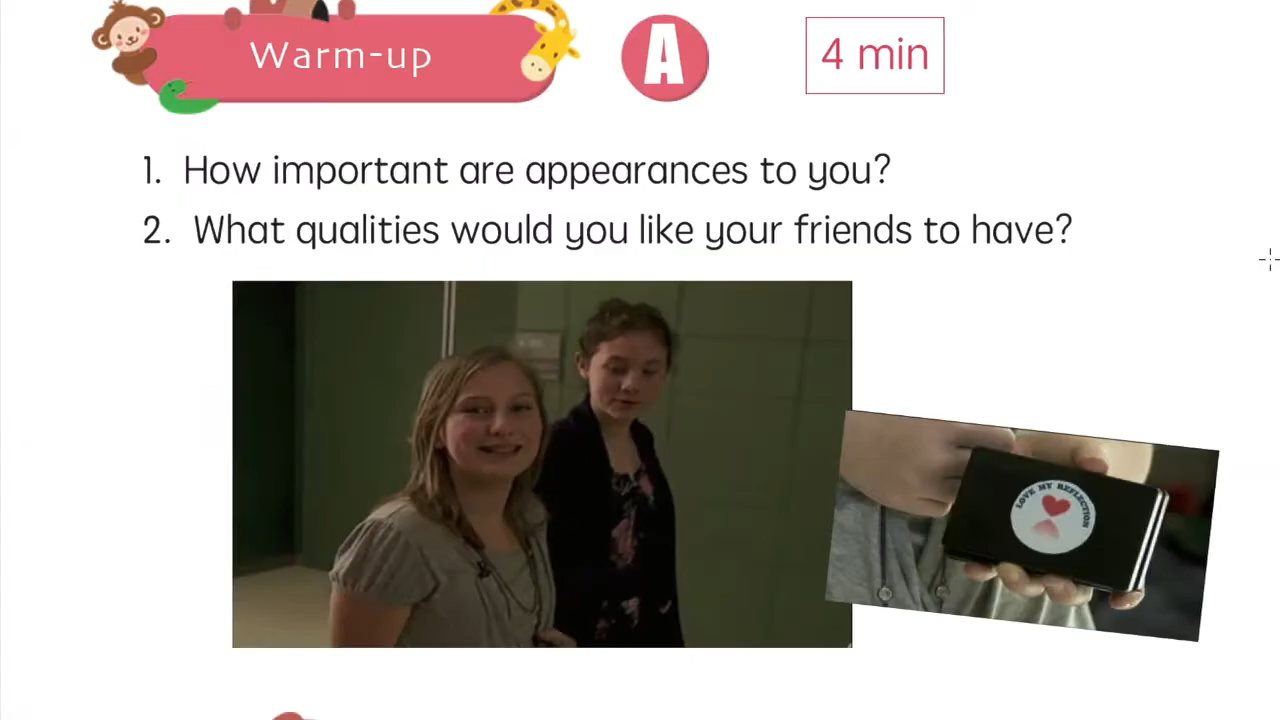 Warm-up
A
4 min
1. How important are appearances to you?
2. What qualities would you like your friends to have?
LOVE MY REFLECTION